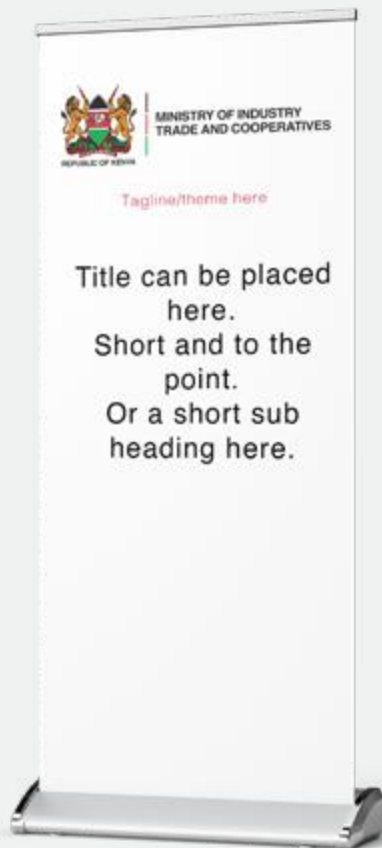 MINISTRY OF INDUSTRY
TRADE AND COOPERATIVES
REPUBLIC OF KENYA
Tagline/theme here
Title can be placed
here.
Short and to the
point.
Or a short sub
heading here.